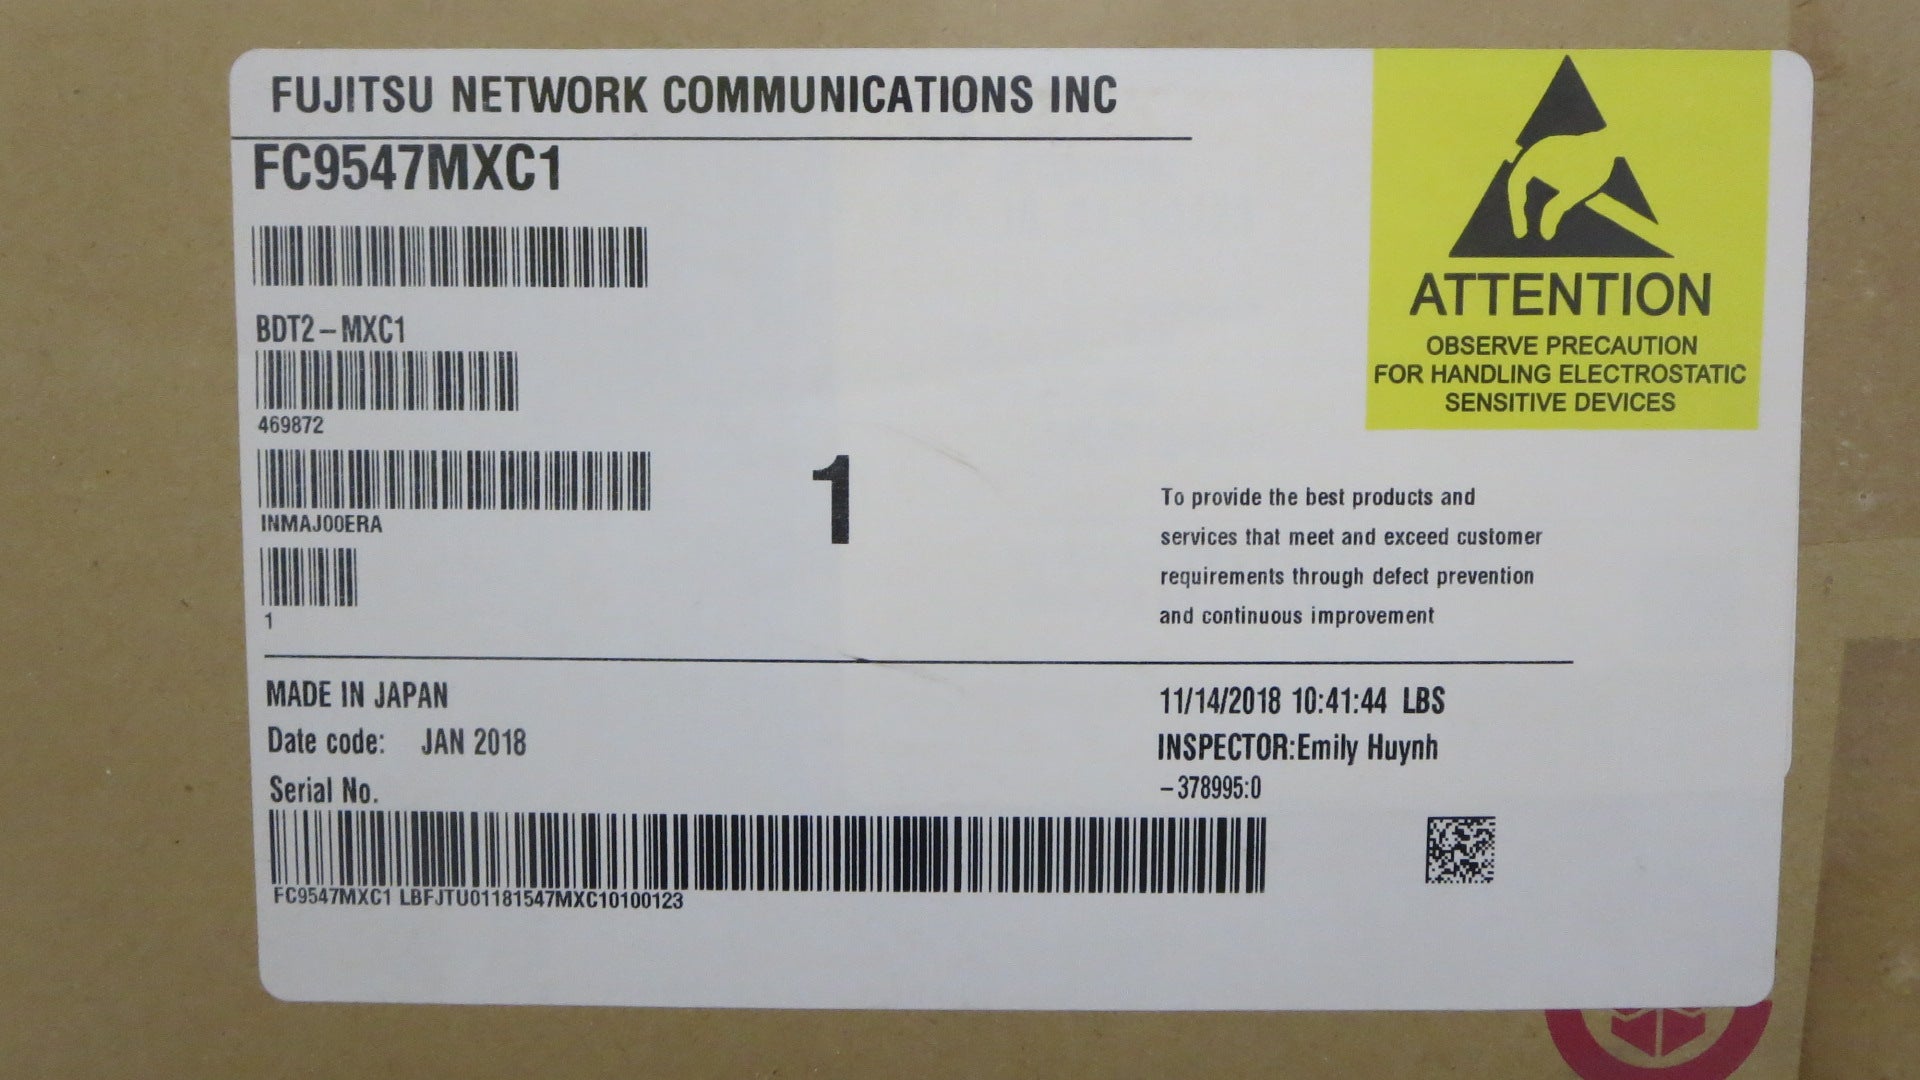 FUJITSU NETWORK COMMUNICATIONS INC
FC9547MXC1
BDT2-MXC1
469872
INMAJ00ERA
1
1
ATTENTION
OBSERVE PRECAUTION
FOR HANDLING ELECTROSTATIC
SENSITIVE DEVICES
To provide the best products and
services that meet and exceed customer
requirements through defect prevention
and continuous improvement
MADE IN JAPAN
Date code: JAN 2018
Serial No.
FC9547MXC1 LBFJTU01181547MXC10100123
11/14/2018 10:41:44 LBS
INSPECTOR:Emily Huynh
-378995:0